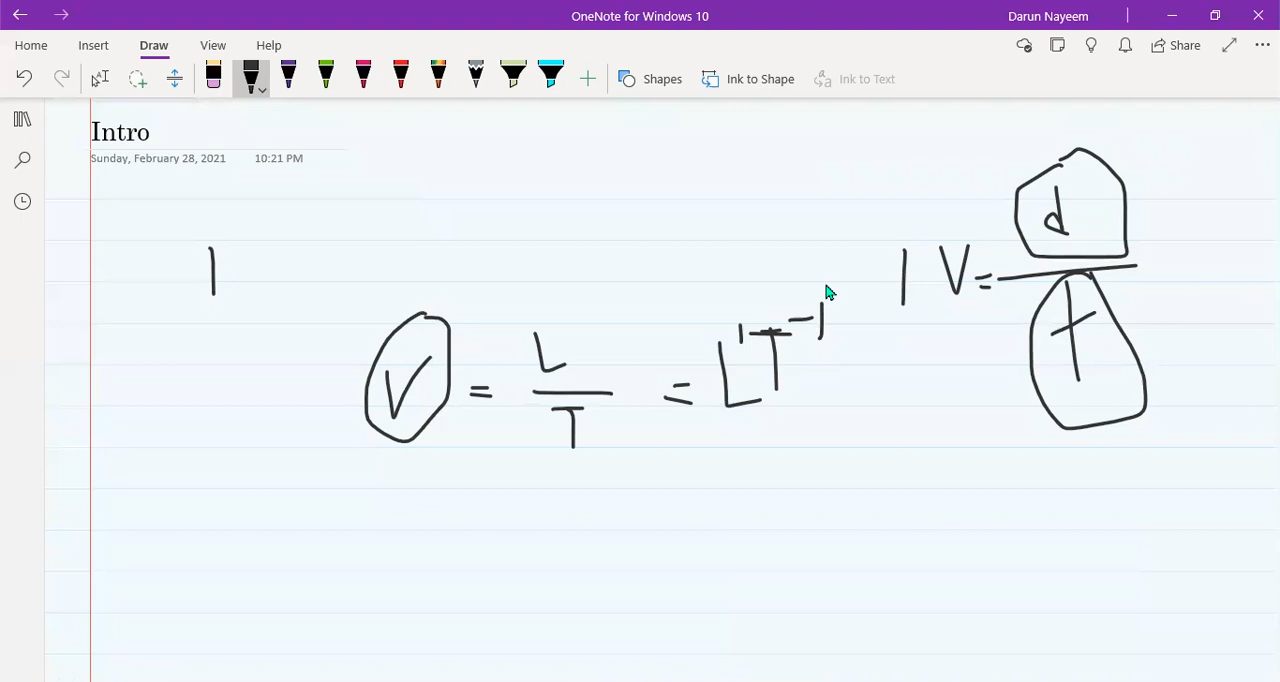 OneNote for Windows 10
Darun Nayeem
Home Insert Draw View Help
Share
Shapes Ink to Shape Ink to Text
Intro
Sunday, February 28, 2021 10:21 PM
| | V = d / t
V = L / T = L¹T⁻¹